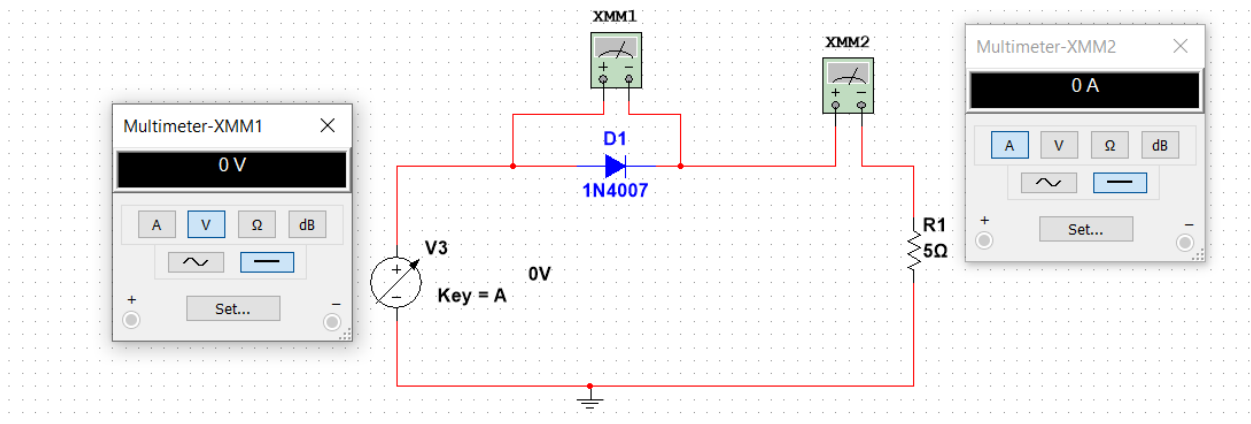 XMM1
XMM2
Multimeter-XMM1
0 V
A V Ω dB
+ Set... −
Multimeter-XMM2
0 A
A V Ω dB
+ Set... −
+ −
+ −
D1
1N4007
V3
+
−
0V
Key = A
R1
5Ω